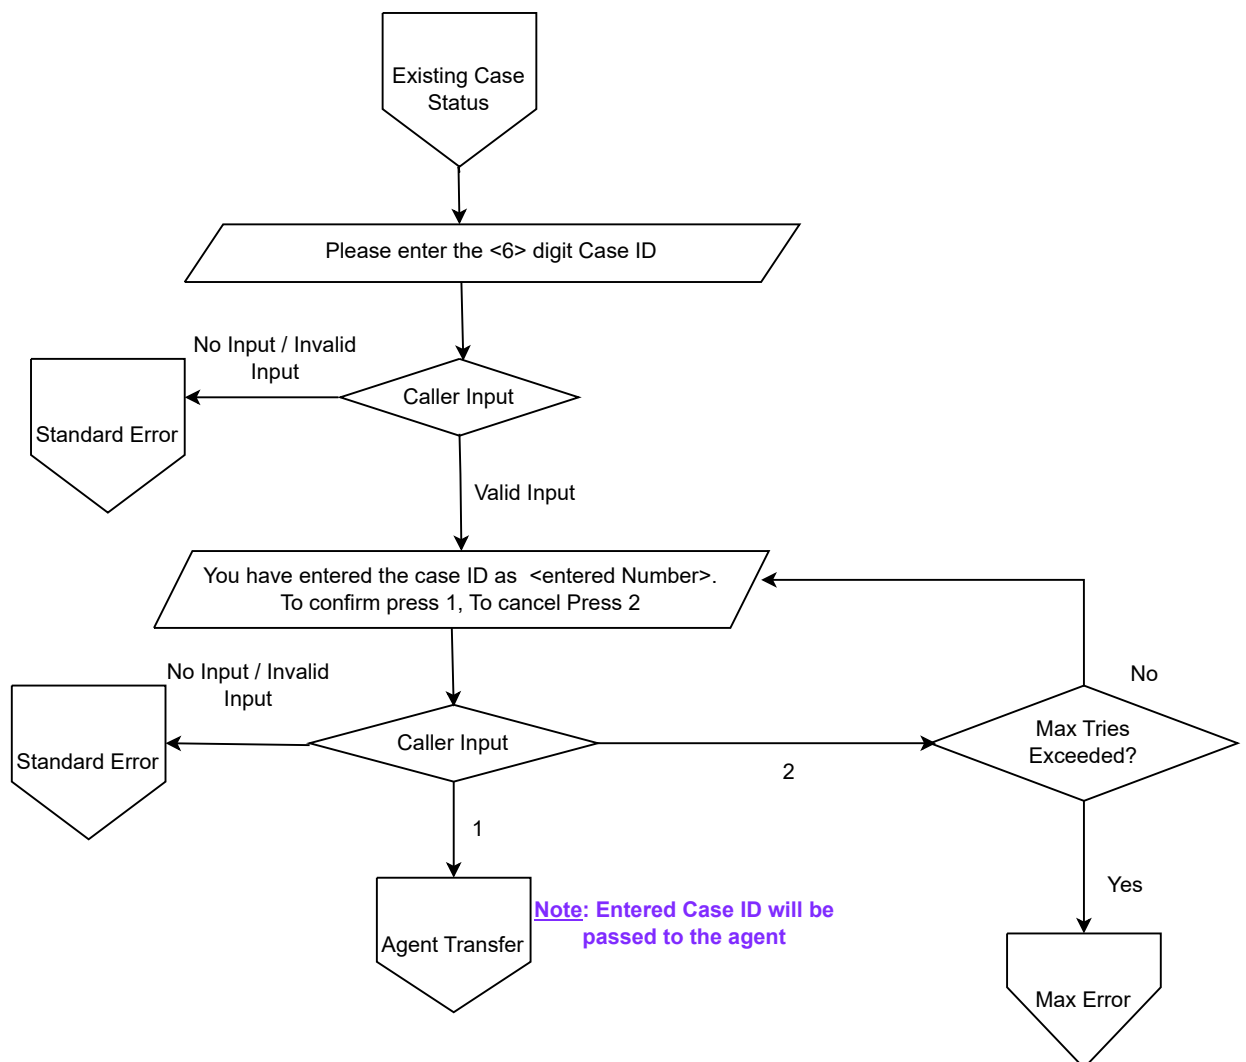 Existing Case
Status
Please enter the <6> digit Case ID
No Input / Invalid
Input
Caller Input
Standard Error
Valid Input
You have entered the case ID as  <entered Number>.
To confirm press 1, To cancel Press 2
No Input / Invalid
Input
No
Caller Input
Max Tries
Exceeded?
Standard Error
2
1
Yes
Note: Entered Case ID will be
passed to the agent
Agent Transfer
Max Error